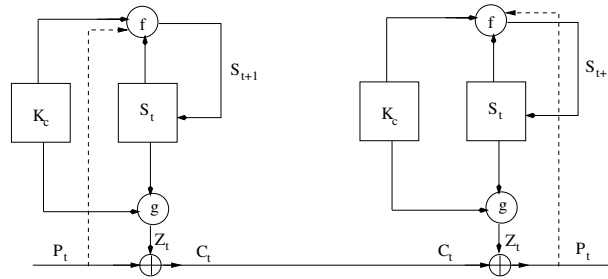 f
S_{t+1}
K_c
S_t
g
Z_t
P_t
C_t
f
S_{t+
K_c
S_t
g
Z_t
C_t
P_t